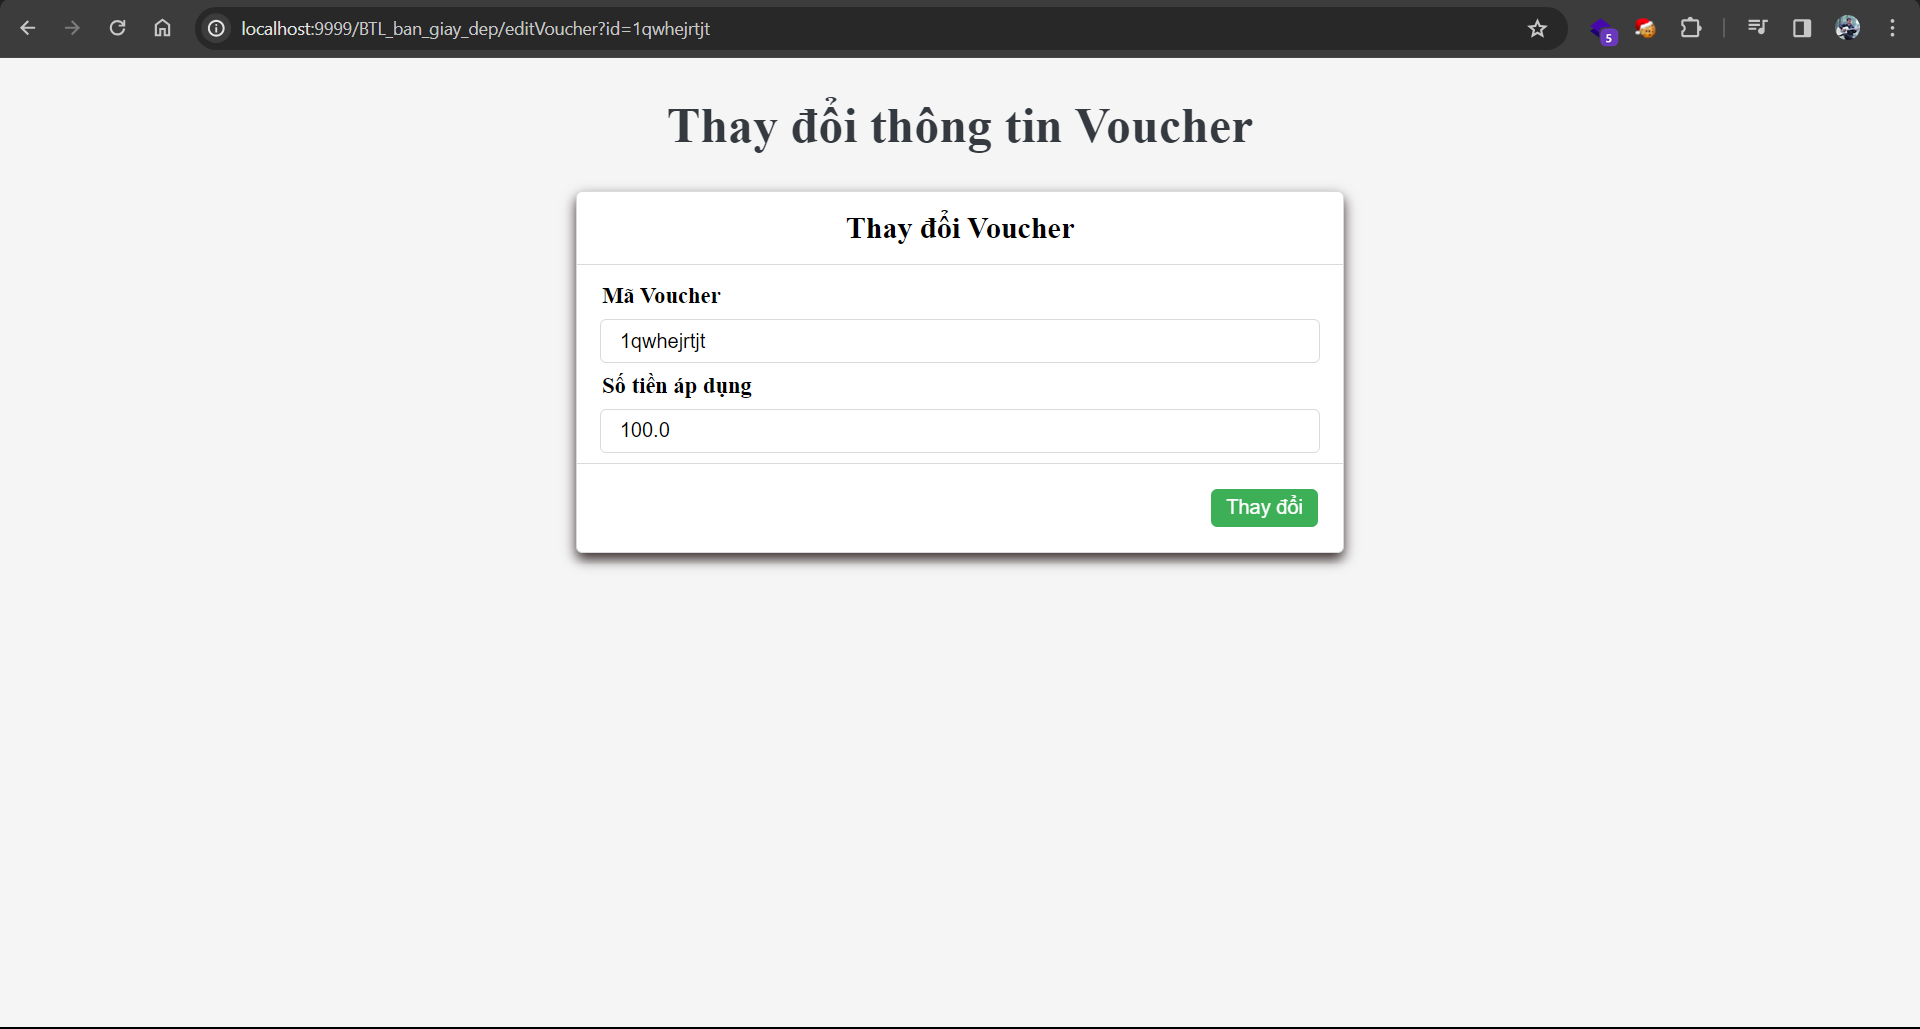 localhost:9999/BTL_ban_giay_dep/editVoucher?id=1qwhejrtjt
5
Thay đổi thông tin Voucher
Thay đổi Voucher
Mã Voucher
1qwhejrtjt
Số tiền áp dụng
100.0
Thay đổi